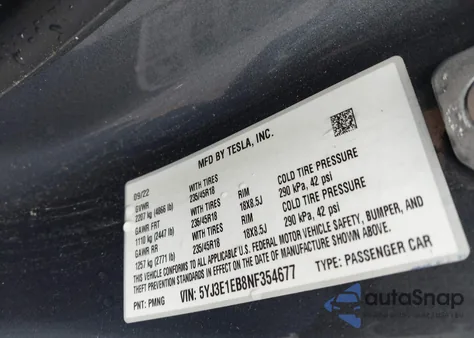 MFD BY TESLA, INC.
09/22
GVWR WITH TIRES RIM COLD TIRE PRESSURE
2207 kg (4866 lb) 235/45R18 18X8.5J 290 kPa, 42 psi
GAWR FRT WITH TIRES RIM COLD TIRE PRESSURE
1110 kg (2447 lb) 235/45R18 18X8.5J 290 kPa, 42 psi
GAWR RR WITH TIRES
1257 kg (2771 lb) 235/45R18
THIS VEHICLE CONFORMS TO ALL APPLICABLE U.S. FEDERAL MOTOR VEHICLE SAFETY, BUMPER, AND
THEFT PREVENTION STANDARDS IN EFFECT ON THE DATE OF MANUFACTURE SHOWN ABOVE.
PNT: PMNG VIN: 5YJ3E1EB8NF354677 TYPE: PASSENGER CAR
autoSnap